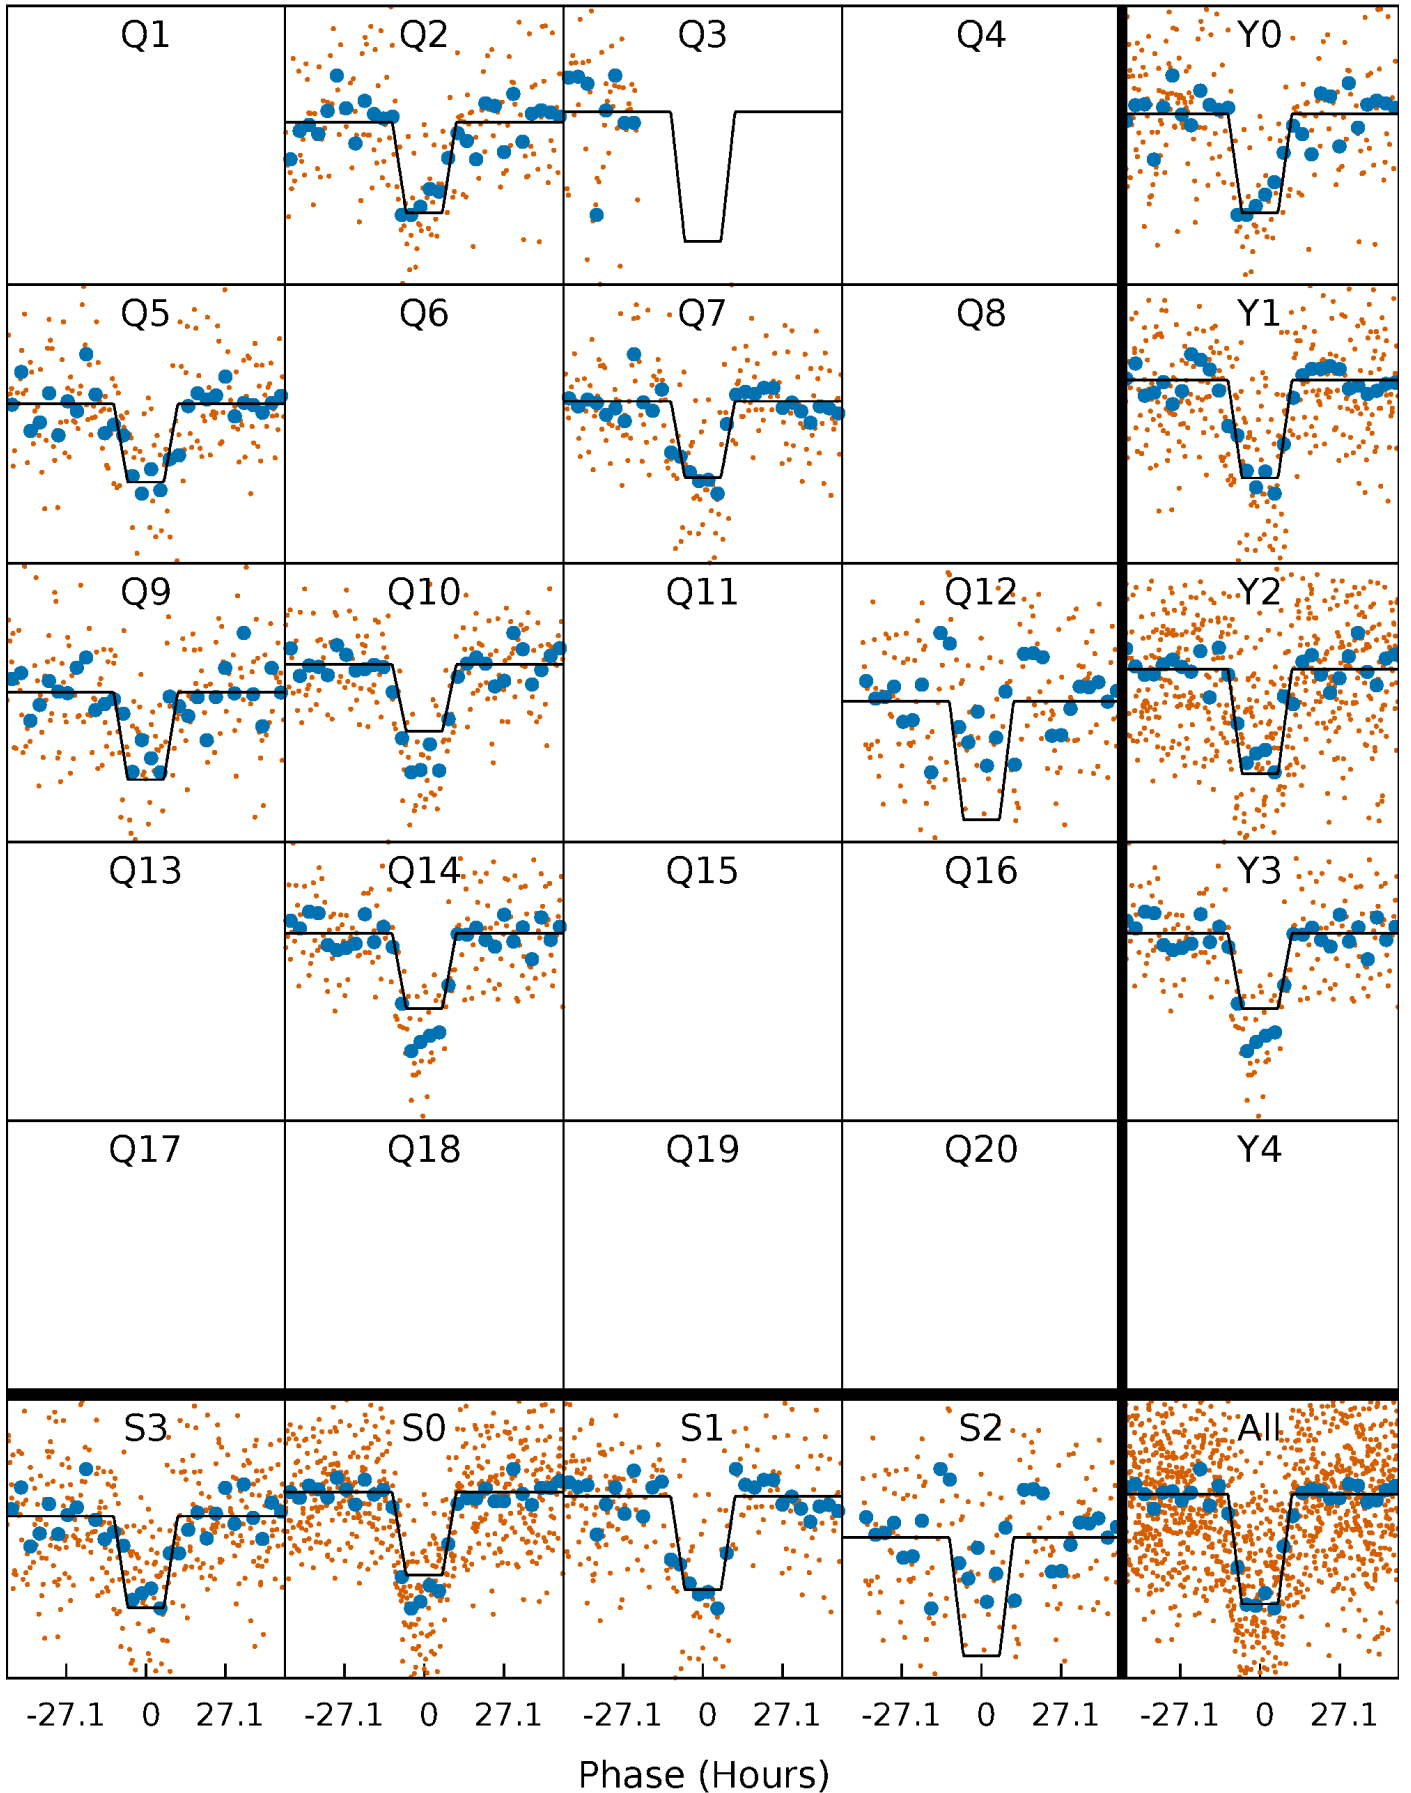 Q1 Q2 Q3 Q4 Y0
Q5 Q6 Q7 Q8 Y1
Q9 Q10 Q11 Q12 Y2
Q13 Q14 Q15 Q16 Y3
Q17 Q18 Q19 Q20 Y4
S3 S0 S1 S2 All
-27.1 0 27.1 -27.1 0 27.1 -27.1 0 27.1 -27.1 0 27.1 -27.1 0 27.1
Phase (Hours)